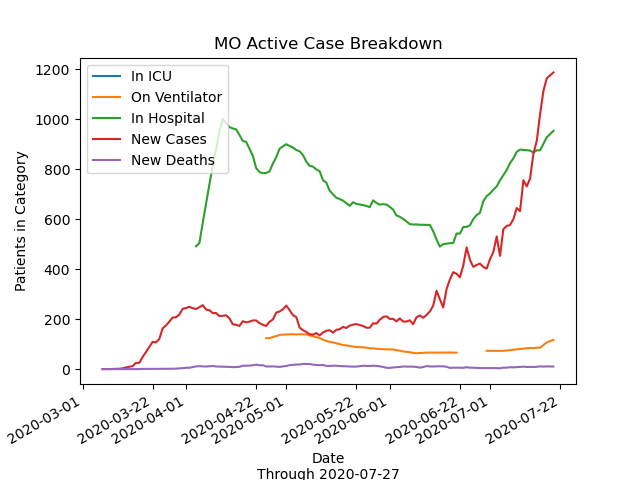 MO Active Case Breakdown
1200
1000
800
600
400
200
0
Patients in Category
In ICU
On Ventilator
In Hospital
New Cases
New Deaths
2020-03-01
2020-03-22
2020-04-01
2020-04-22
2020-05-01
2020-05-22
2020-06-01
2020-06-22
2020-07-01
2020-07-22
Date
Through 2020-07-27